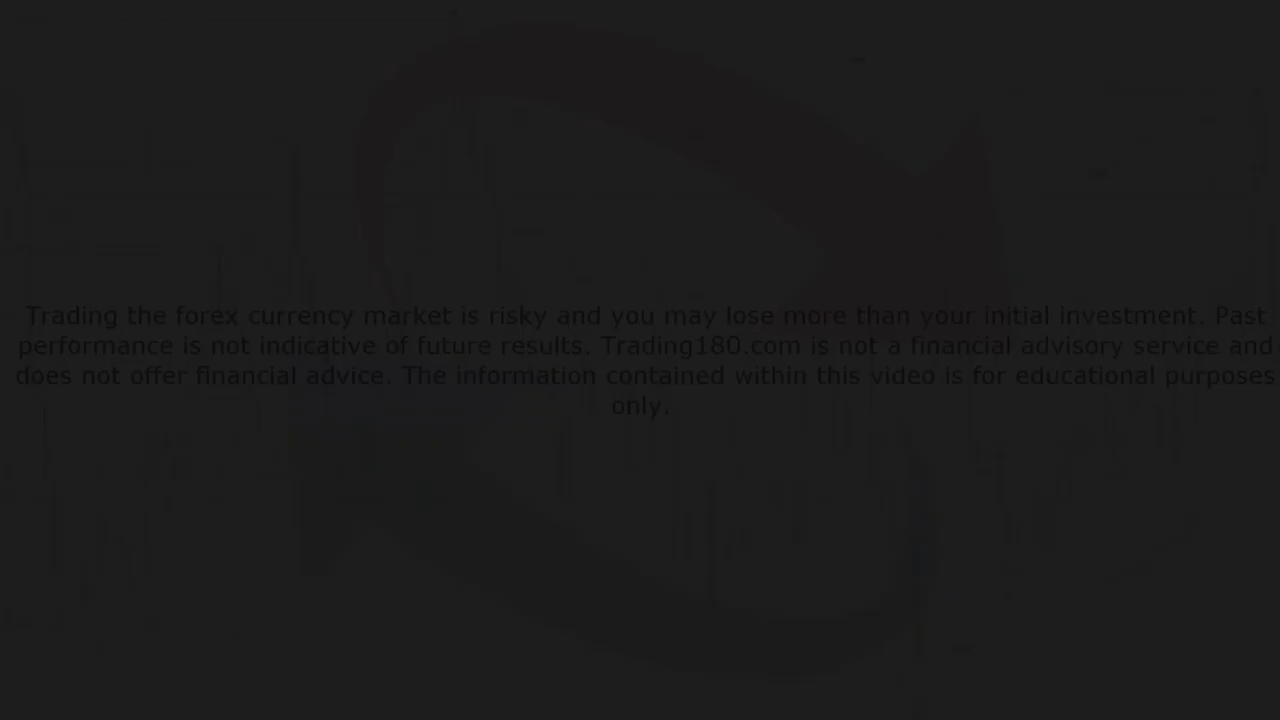 Trading the forex currency market is risky and you may lose more than your initial investment. Past
performance is not indicative of future results. Trading180.com is not a financial advisory service and
does not offer financial advice. The information contained within this video is for educational purposes
only.